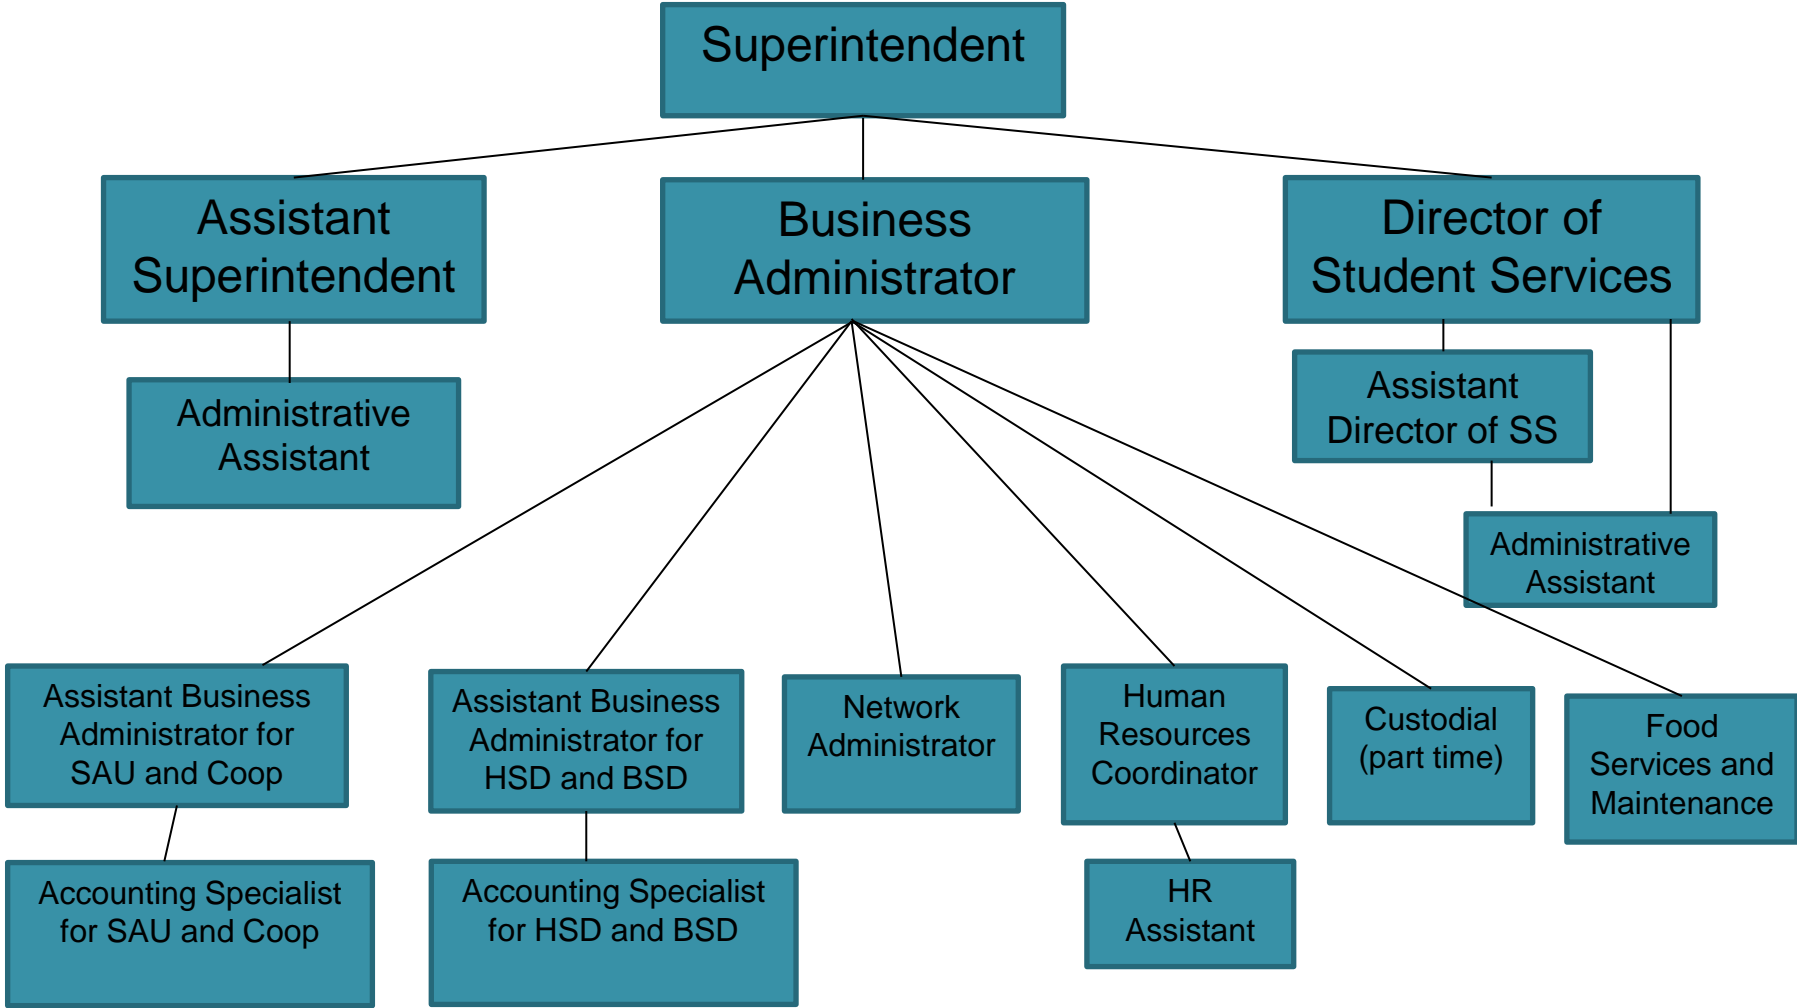 Superintendent
Assistant
Superintendent
Business
Administrator
Director of
Student Services
Administrative
Assistant
Assistant
Director of SS
Administrative
Assistant
Assistant Business
Administrator for
SAU and Coop
Assistant Business
Administrator for
HSD and BSD
Network
Administrator
Human
Resources
Coordinator
Custodial
(part time)
Food
Services and
Maintenance
Accounting Specialist
for SAU and Coop
Accounting Specialist
for HSD and BSD
HR
Assistant